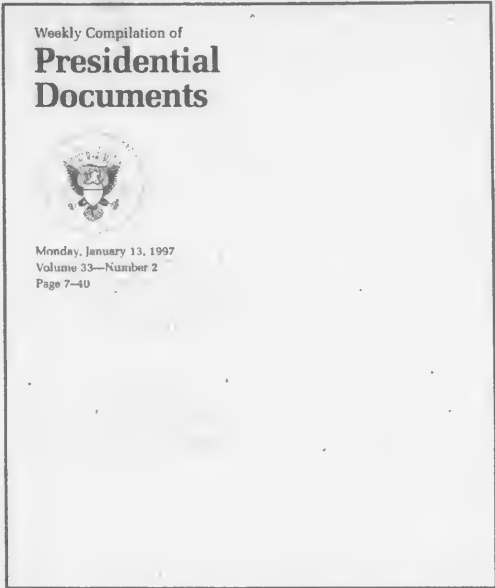 Weekly Compilation of
Presidential
Documents
Monday, January 13, 1997
Volume 33—Number 2
Page 7–40